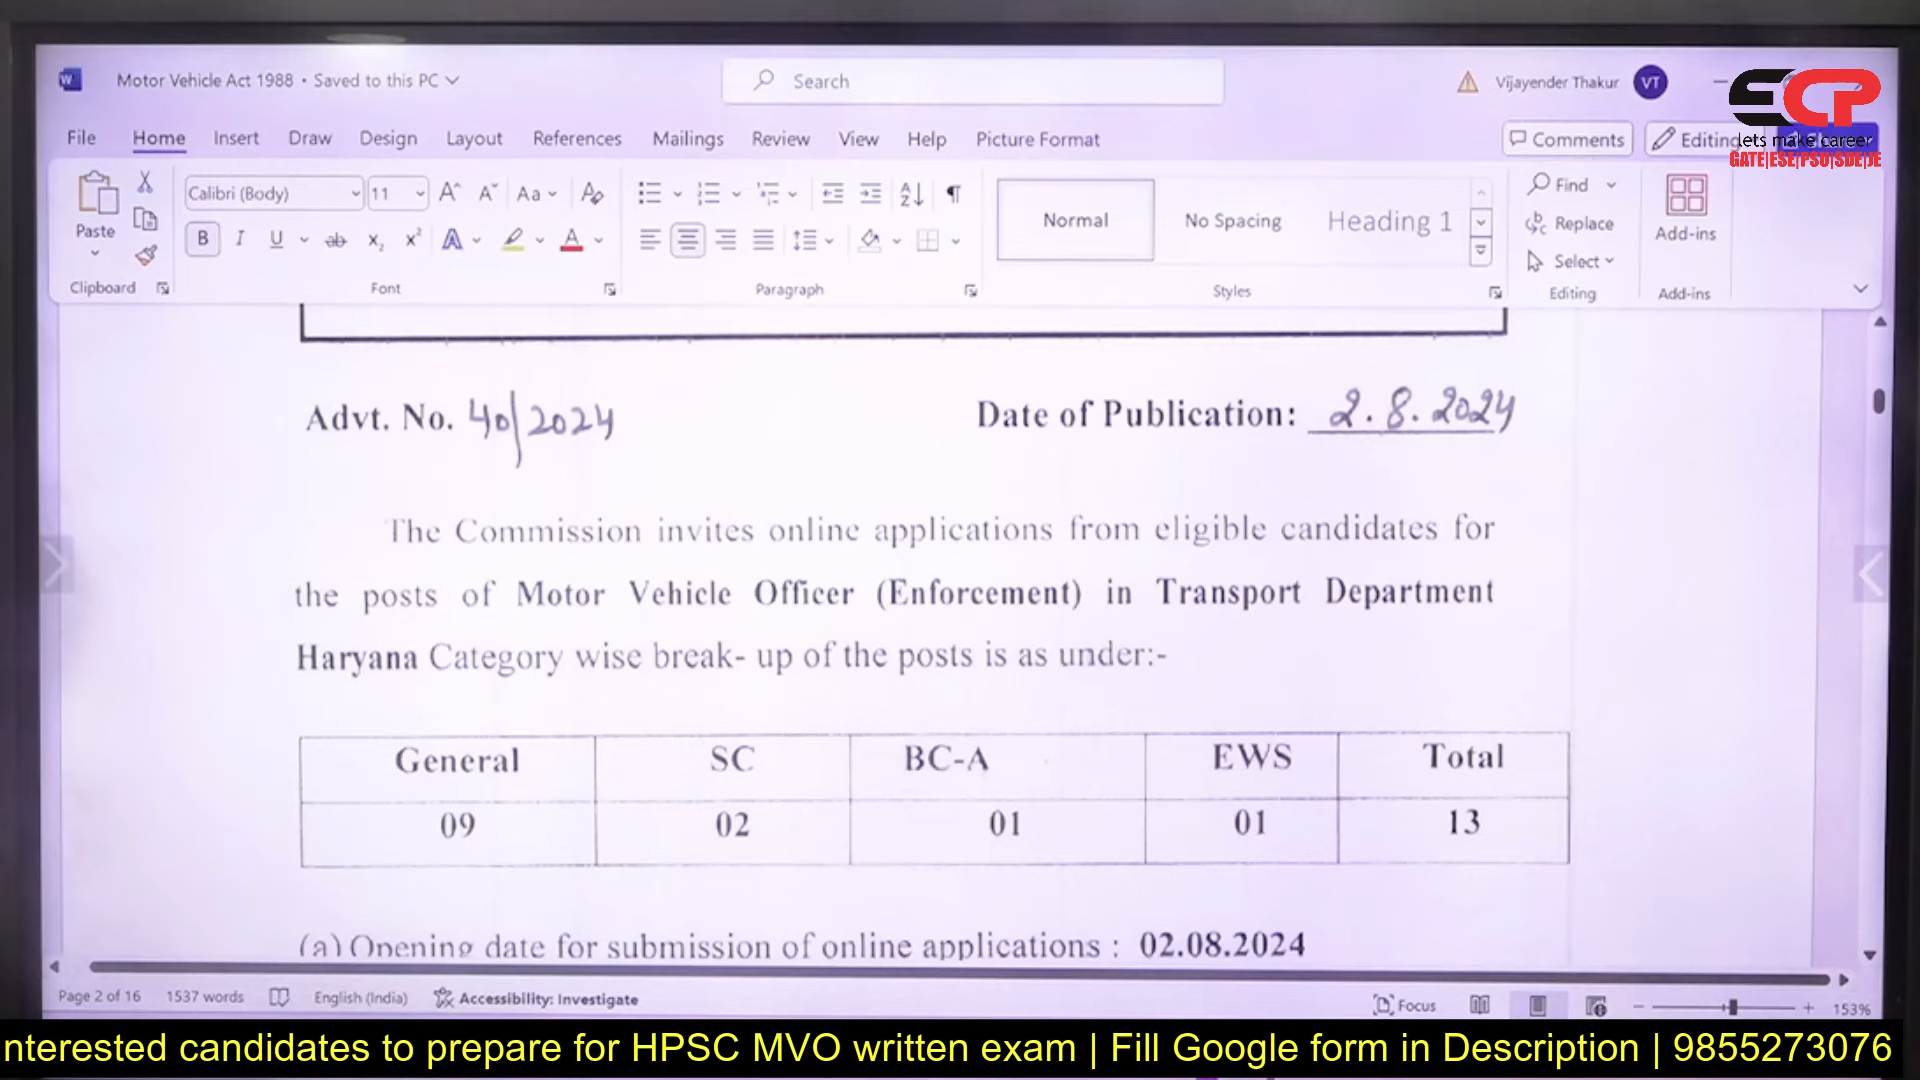 Motor Vehicle Act 1988 • Saved to this PC
Search
Vijayender Thakur
VT
File Home Insert Draw Design Layout References Mailings Review View Help Picture Format
Comments
Editing
ECP
lets make career
GATE|ESE|PSU|SDE|JE
Paste
Calibri (Body) 11
Normal
No Spacing
Heading 1
Find
Replace
Select
Add-ins
Clipboard
Font
Paragraph
Styles
Editing
Add-ins
Advt. No. 40/2024
Date of Publication: 2.8.2024
The Commission invites online applications from eligible candidates for
the posts of Motor Vehicle Officer (Enforcement) in Transport Department
Haryana Category wise break- up of the posts is as under:-
General SC BC-A EWS Total
09 02 01 01 13
(a) Opening date for submission of online applications : 02.08.2024
Page 2 of 16 1537 words English (India) Accessibility: Investigate
Focus
153%
nterested candidates to prepare for HPSC MVO written exam | Fill Google form in Description | 9855273076